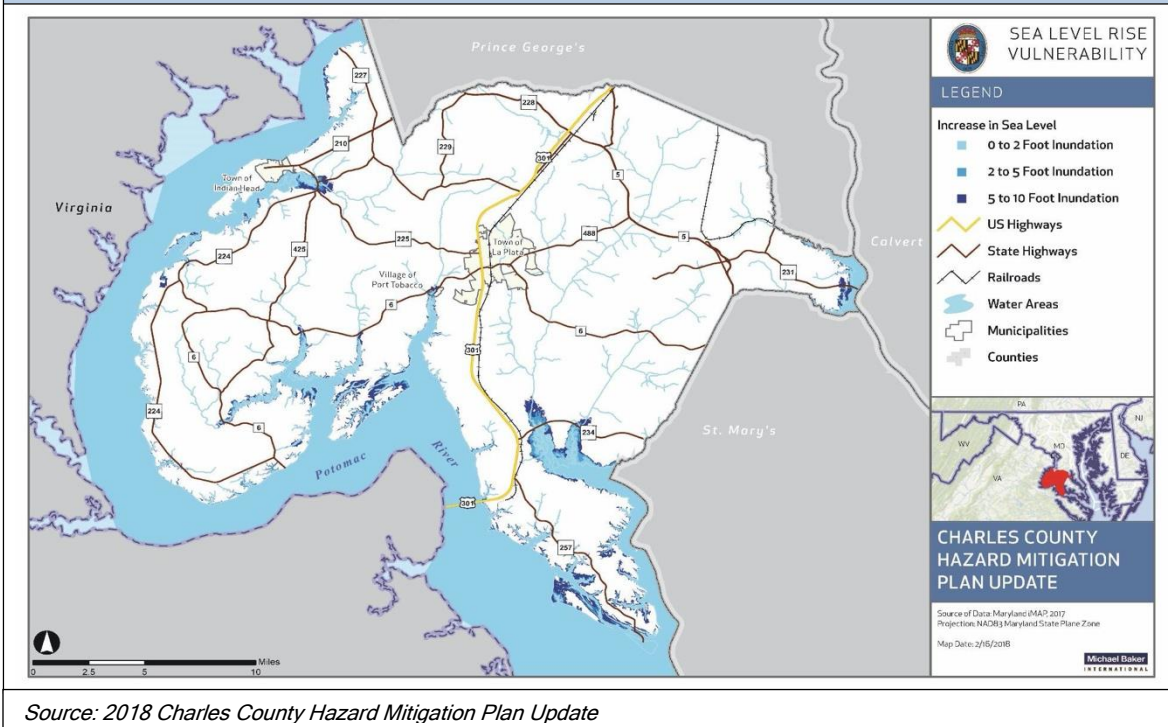 Prince George's
227
228
210
229
301
5
Town of
Indian Head
Virginia
Town of
La Plata
488
5
Calvert
225
425
224
231
Village of
Port Tobacco
6
6
6
301
St. Mary's
224
234
6
Potomac
River
301
257
0 2.5 5 10
Miles
SEA LEVEL RISE
VULNERABILITY
LEGEND
Increase in Sea Level
0 to 2 Foot Inundation
2 to 5 Foot Inundation
5 to 10 Foot Inundation
US Highways
State Highways
Railroads
Water Areas
Municipalities
Counties
PA
NJ
WV
MD
DE
VA
CHARLES COUNTY
HAZARD MITIGATION
PLAN UPDATE
Source of Data: Maryland iMAP, 2017
Projection: NAD83 Maryland State Plane Zone
Map Date: 2/16/2018
Michael Baker
INTERNATIONAL
Source: 2018 Charles County Hazard Mitigation Plan Update